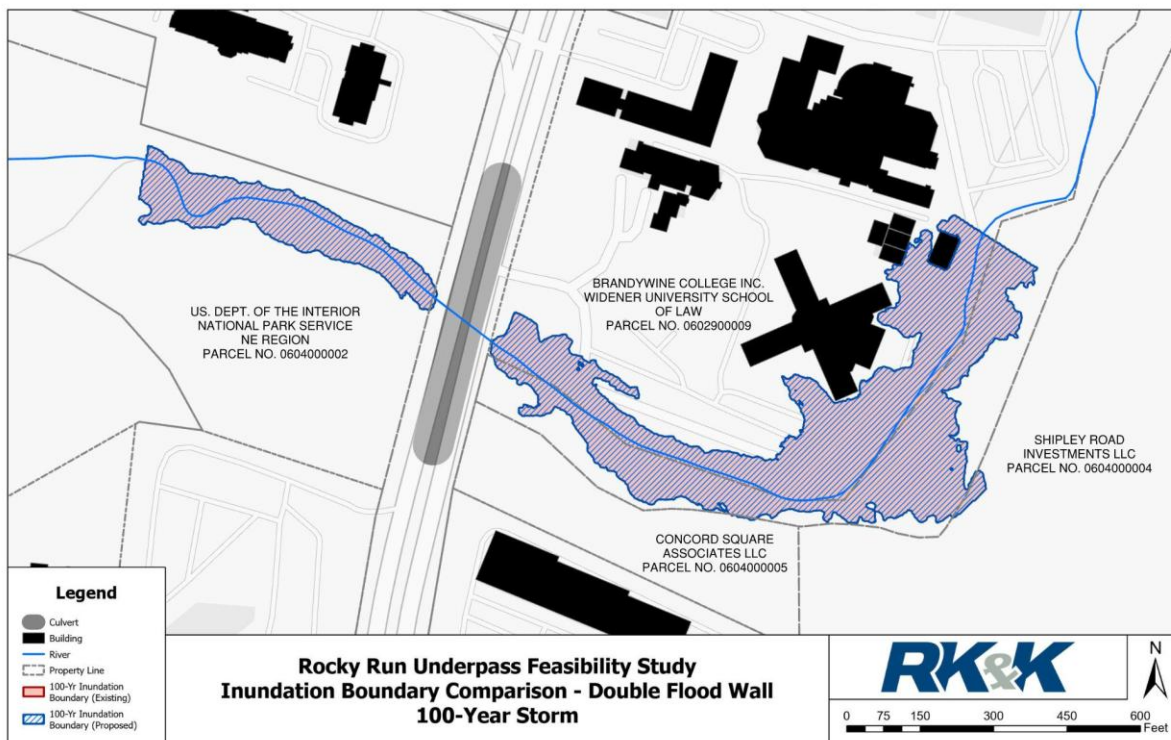 US. DEPT. OF THE INTERIOR
NATIONAL PARK SERVICE
NE REGION
PARCEL NO. 0604000002
BRANDYWINE COLLEGE INC.
WIDENER UNIVERSITY SCHOOL
OF LAW
PARCEL NO. 0602900009
SHIPLEY ROAD
INVESTMENTS LLC
PARCEL NO. 0604000004
CONCORD SQUARE
ASSOCIATES LLC
PARCEL NO. 0604000005
Legend
Culvert
Building
River
Property Line
100-Yr Inundation
Boundary (Existing)
100-Yr Inundation
Boundary (Proposed)
Rocky Run Underpass Feasibility Study
Inundation Boundary Comparison - Double Flood Wall
100-Year Storm
RK&K
N
0 75 150 300 450 600
Feet